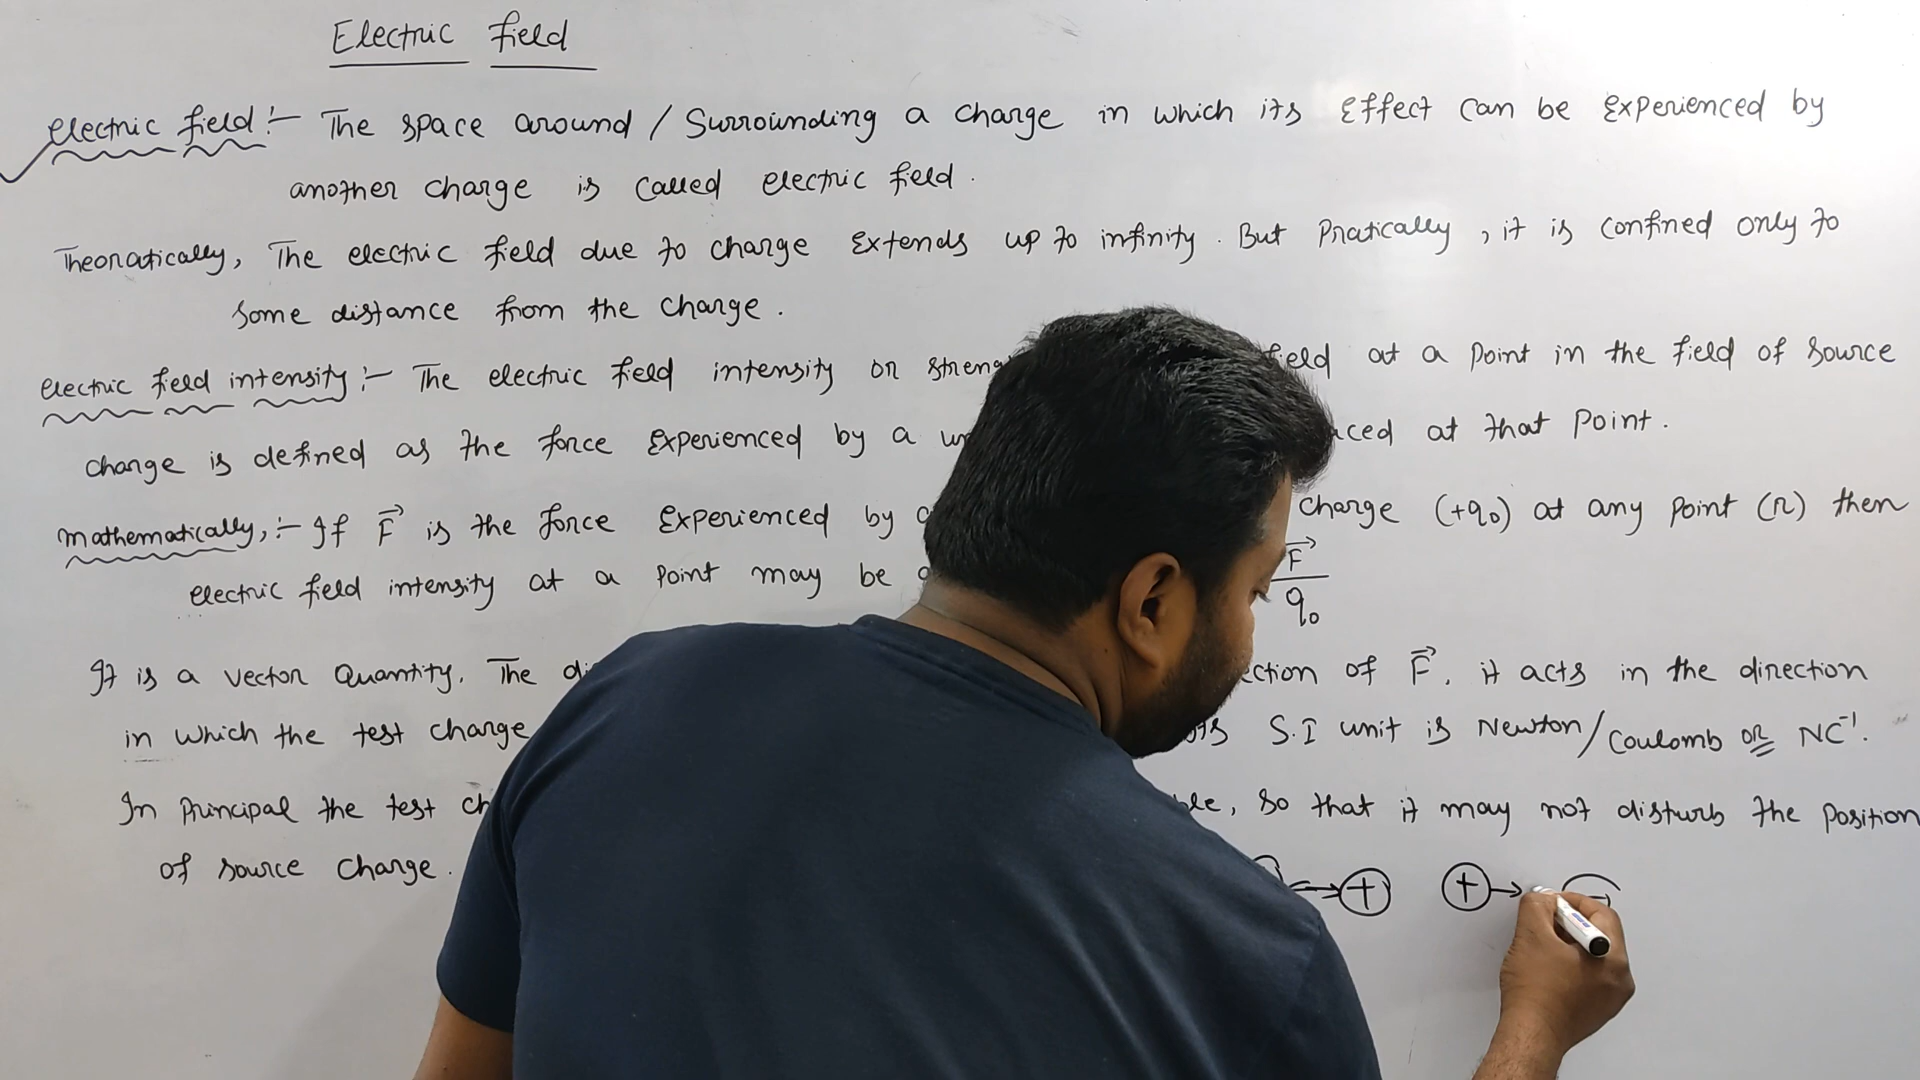 Electric field
Electric field :- The space around / Surrounding a charge in which its Effect can be Experienced by
another charge is called electric field.
Theoratically, The electric field due to charge Extends up to infinity. But Pratically, it is confined only to
some distance from the charge.
Electric field intensity :- The electric field intensity or at a point in the field of source
charge is defined as the force Experienced by a at that point.
Mathematically, :- If F⃗ is the force Experienced by charge (+q₀) at any point (r) then
electric field intensity at a point may be F⃗/q₀
It is a vector Quantity. The of F⃗, it acts in the direction
in which the test charge S.I unit is Newton/Coulomb OR NC⁻¹.
In Principal the test so that it may not disturb the position
of source charge. + +